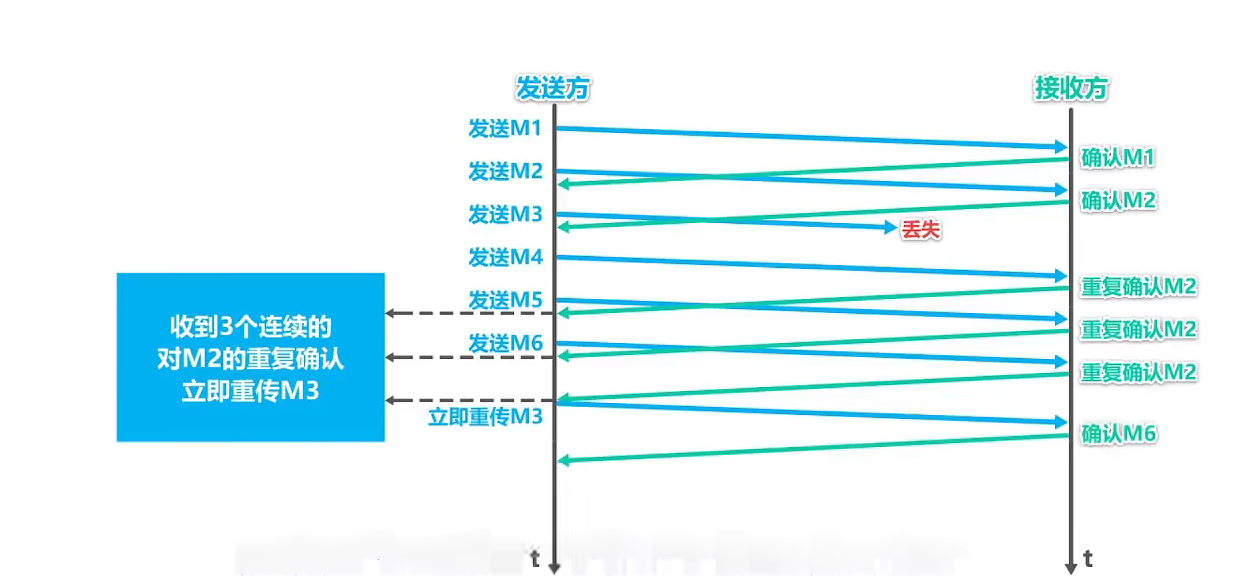 发送方
接收方
发送M1
确认M1
发送M2
确认M2
发送M3
丢失
发送M4
重复确认M2
发送M5
收到3个连续的
重复确认M2
发送M6
对M2的重复确认
重复确认M2
立即重传M3
立即重传M3
确认M6
t
t